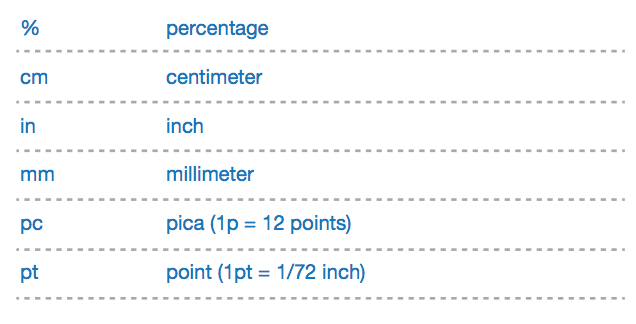 % percentage
cm centimeter
in inch
mm millimeter
pc pica (1p = 12 points)
pt point (1pt = 1/72 inch)